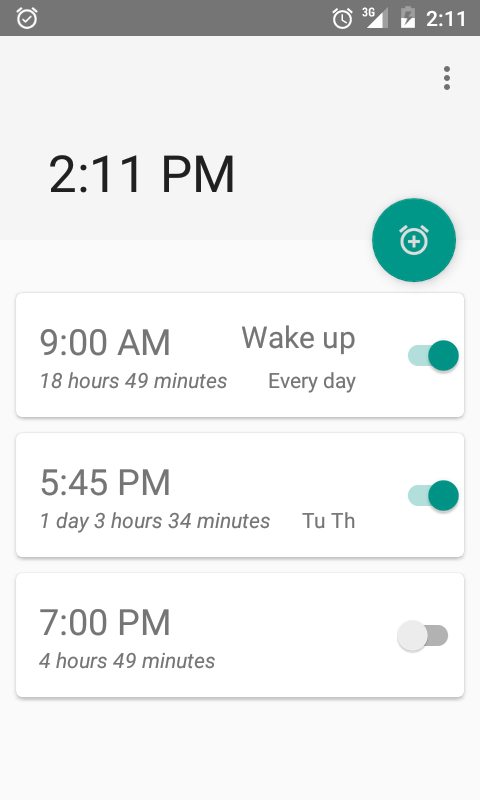 3G 2:11
2:11 PM
9:00 AM Wake up
18 hours 49 minutes Every day
5:45 PM
1 day 3 hours 34 minutes Tu Th
7:00 PM
4 hours 49 minutes